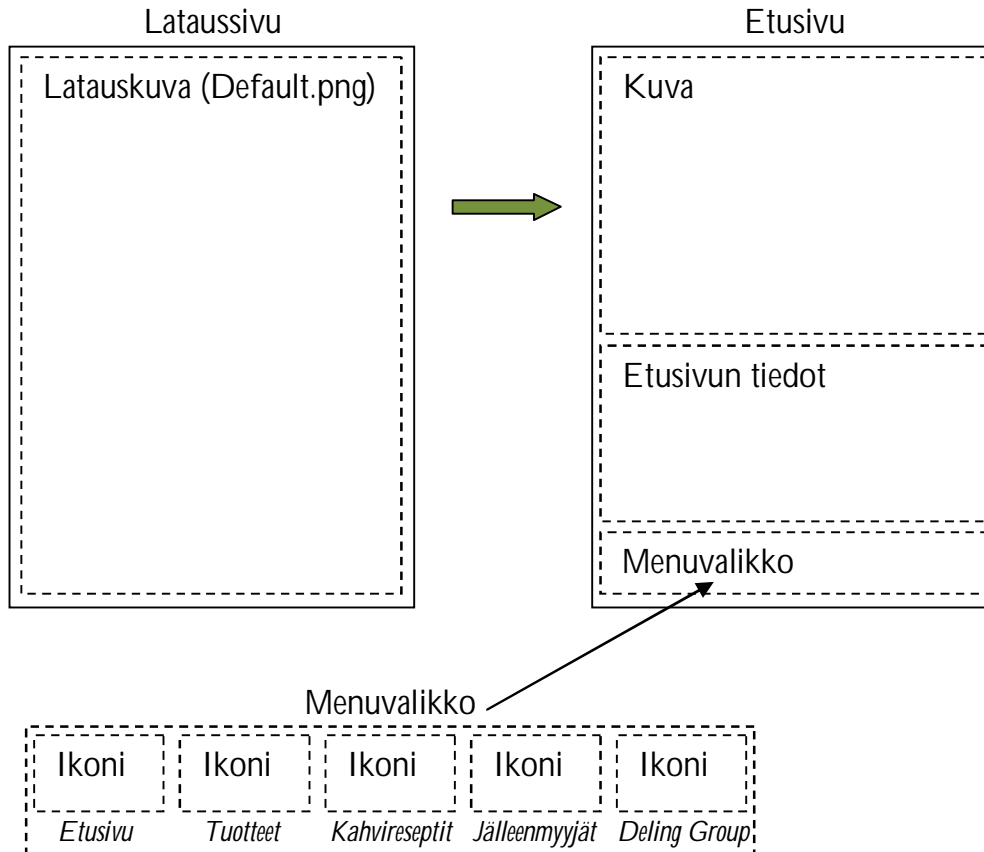 Lataussivu
Etusivu
Latauskuva (Default.png)
Kuva
Etusivun tiedot
Menuvalikko
Menuvalikko
Ikoni Ikoni Ikoni Ikoni Ikoni
Etusivu Tuotteet Kahvireseptit Jälleenmyyjät Deling Group